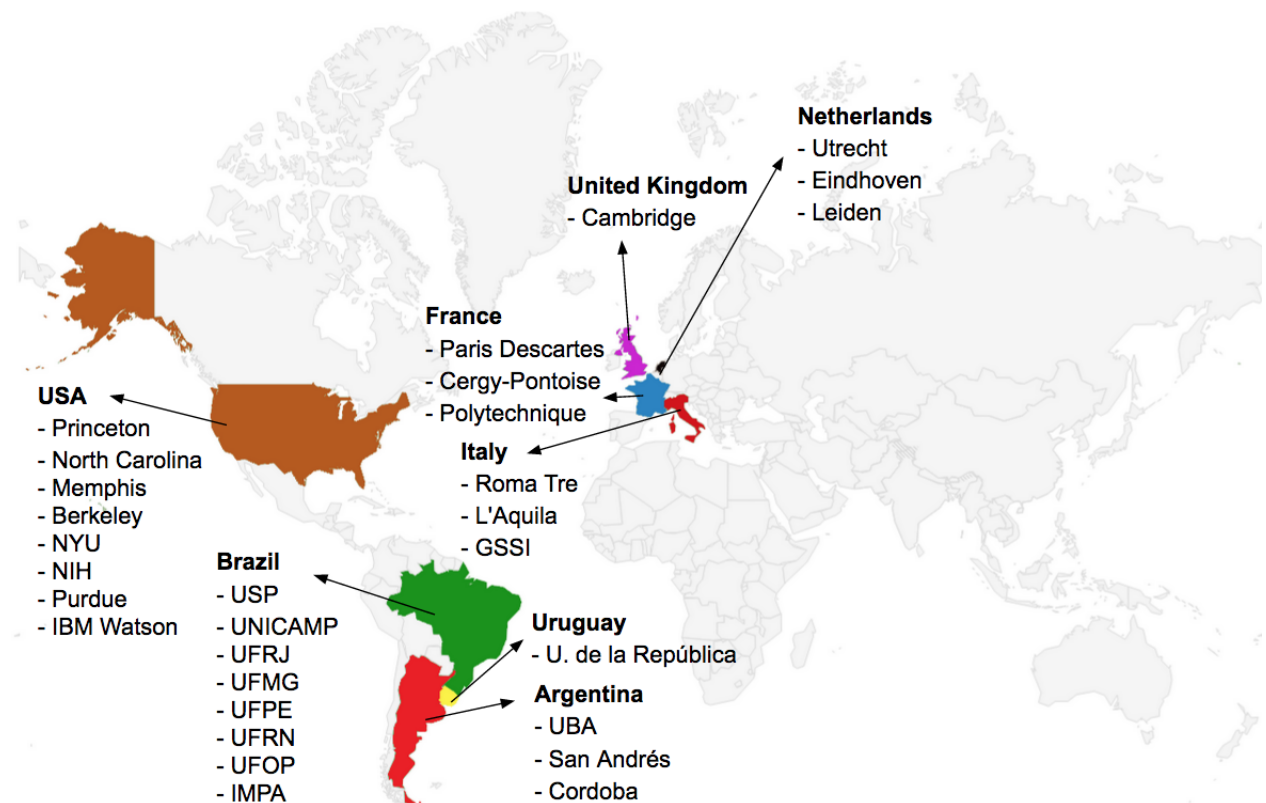 Netherlands
- Utrecht
- Eindhoven
- Leiden
United Kingdom
- Cambridge
France
- Paris Descartes
- Cergy-Pontoise
- Polytechnique
USA
- Princeton
- North Carolina
- Memphis
- Berkeley
- NYU
- NIH
- Purdue
- IBM Watson
Italy
- Roma Tre
- L'Aquila
- GSSI
Brazil
- USP
- UNICAMP
- UFRJ
- UFMG
- UFPE
- UFRN
- UFOP
- IMPA
Uruguay
- U. de la República
Argentina
- UBA
- San Andrés
- Cordoba